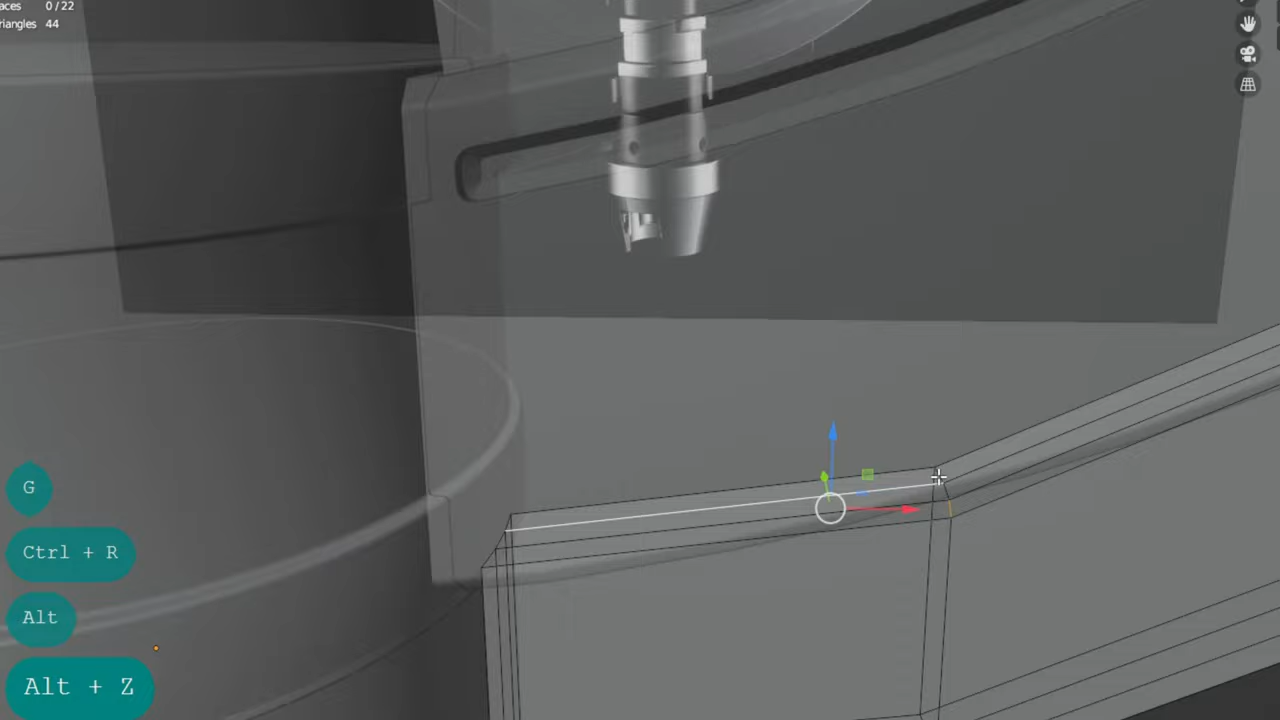 aces 0 / 22
riangles 44
G
Ctrl + R
Alt
Alt + Z